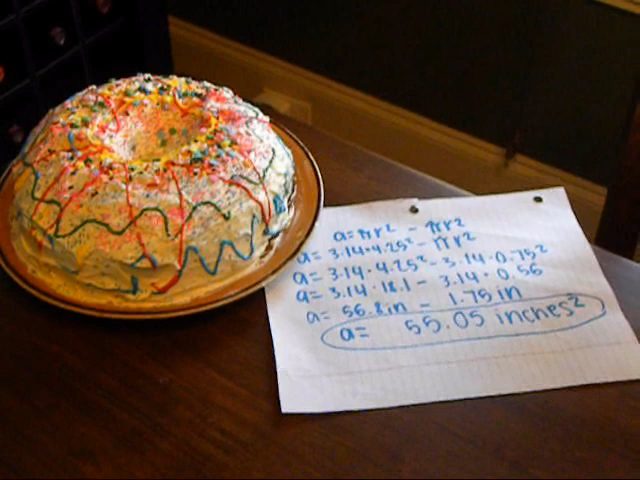 a=πr² - πr²
a= 3.14•4.25² - πr²
a= 3.14•4.25² - 3.14•0.75²
a= 3.14•18.1 - 3.14•0.56
a= 56.8in - 1.75in
a= 55.05 inches²